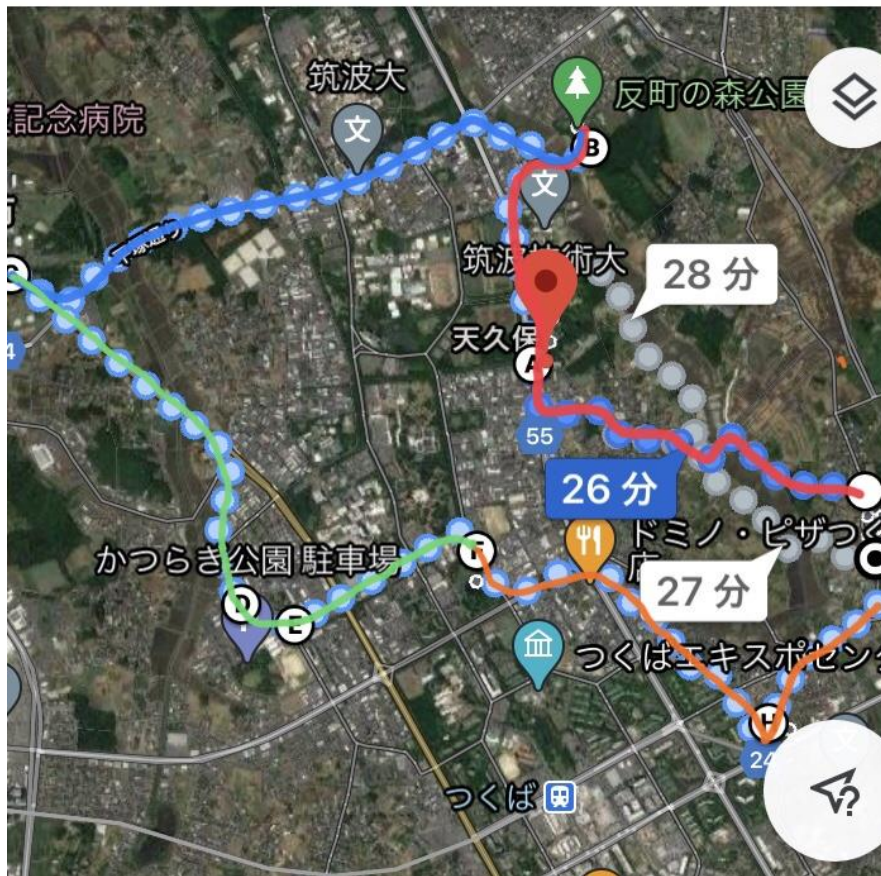 筑波大
反町の森公園
記念病院
文
B
文
筑波技術大
28 分
天久保
A
55
26 分
ドミノ・ピザつく
店
F
かつらぎ公園 駐車場
27 分
D
E
つくばエキスポセンタ
H
24
つくば
?